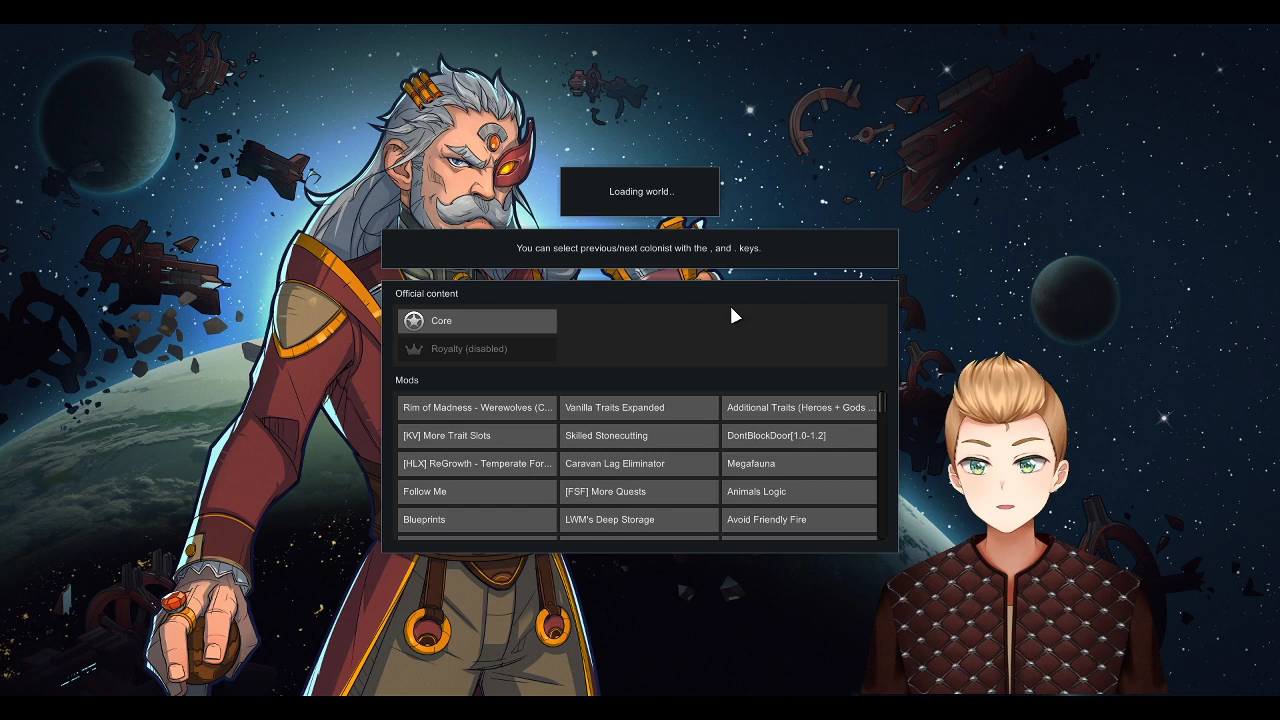 Loading world..
You can select previous/next colonist with the , and . keys.
Official content
Core
Royalty (disabled)
Mods
Rim of Madness - Werewolves (C... Vanilla Traits Expanded Additional Traits (Heroes + Gods ...
[KV] More Trait Slots Skilled Stonecutting DontBlockDoor[1.0-1.2]
[HLX] ReGrowth - Temperate For... Caravan Lag Eliminator Megafauna
Follow Me [FSF] More Quests Animals Logic
Blueprints LWM's Deep Storage Avoid Friendly Fire